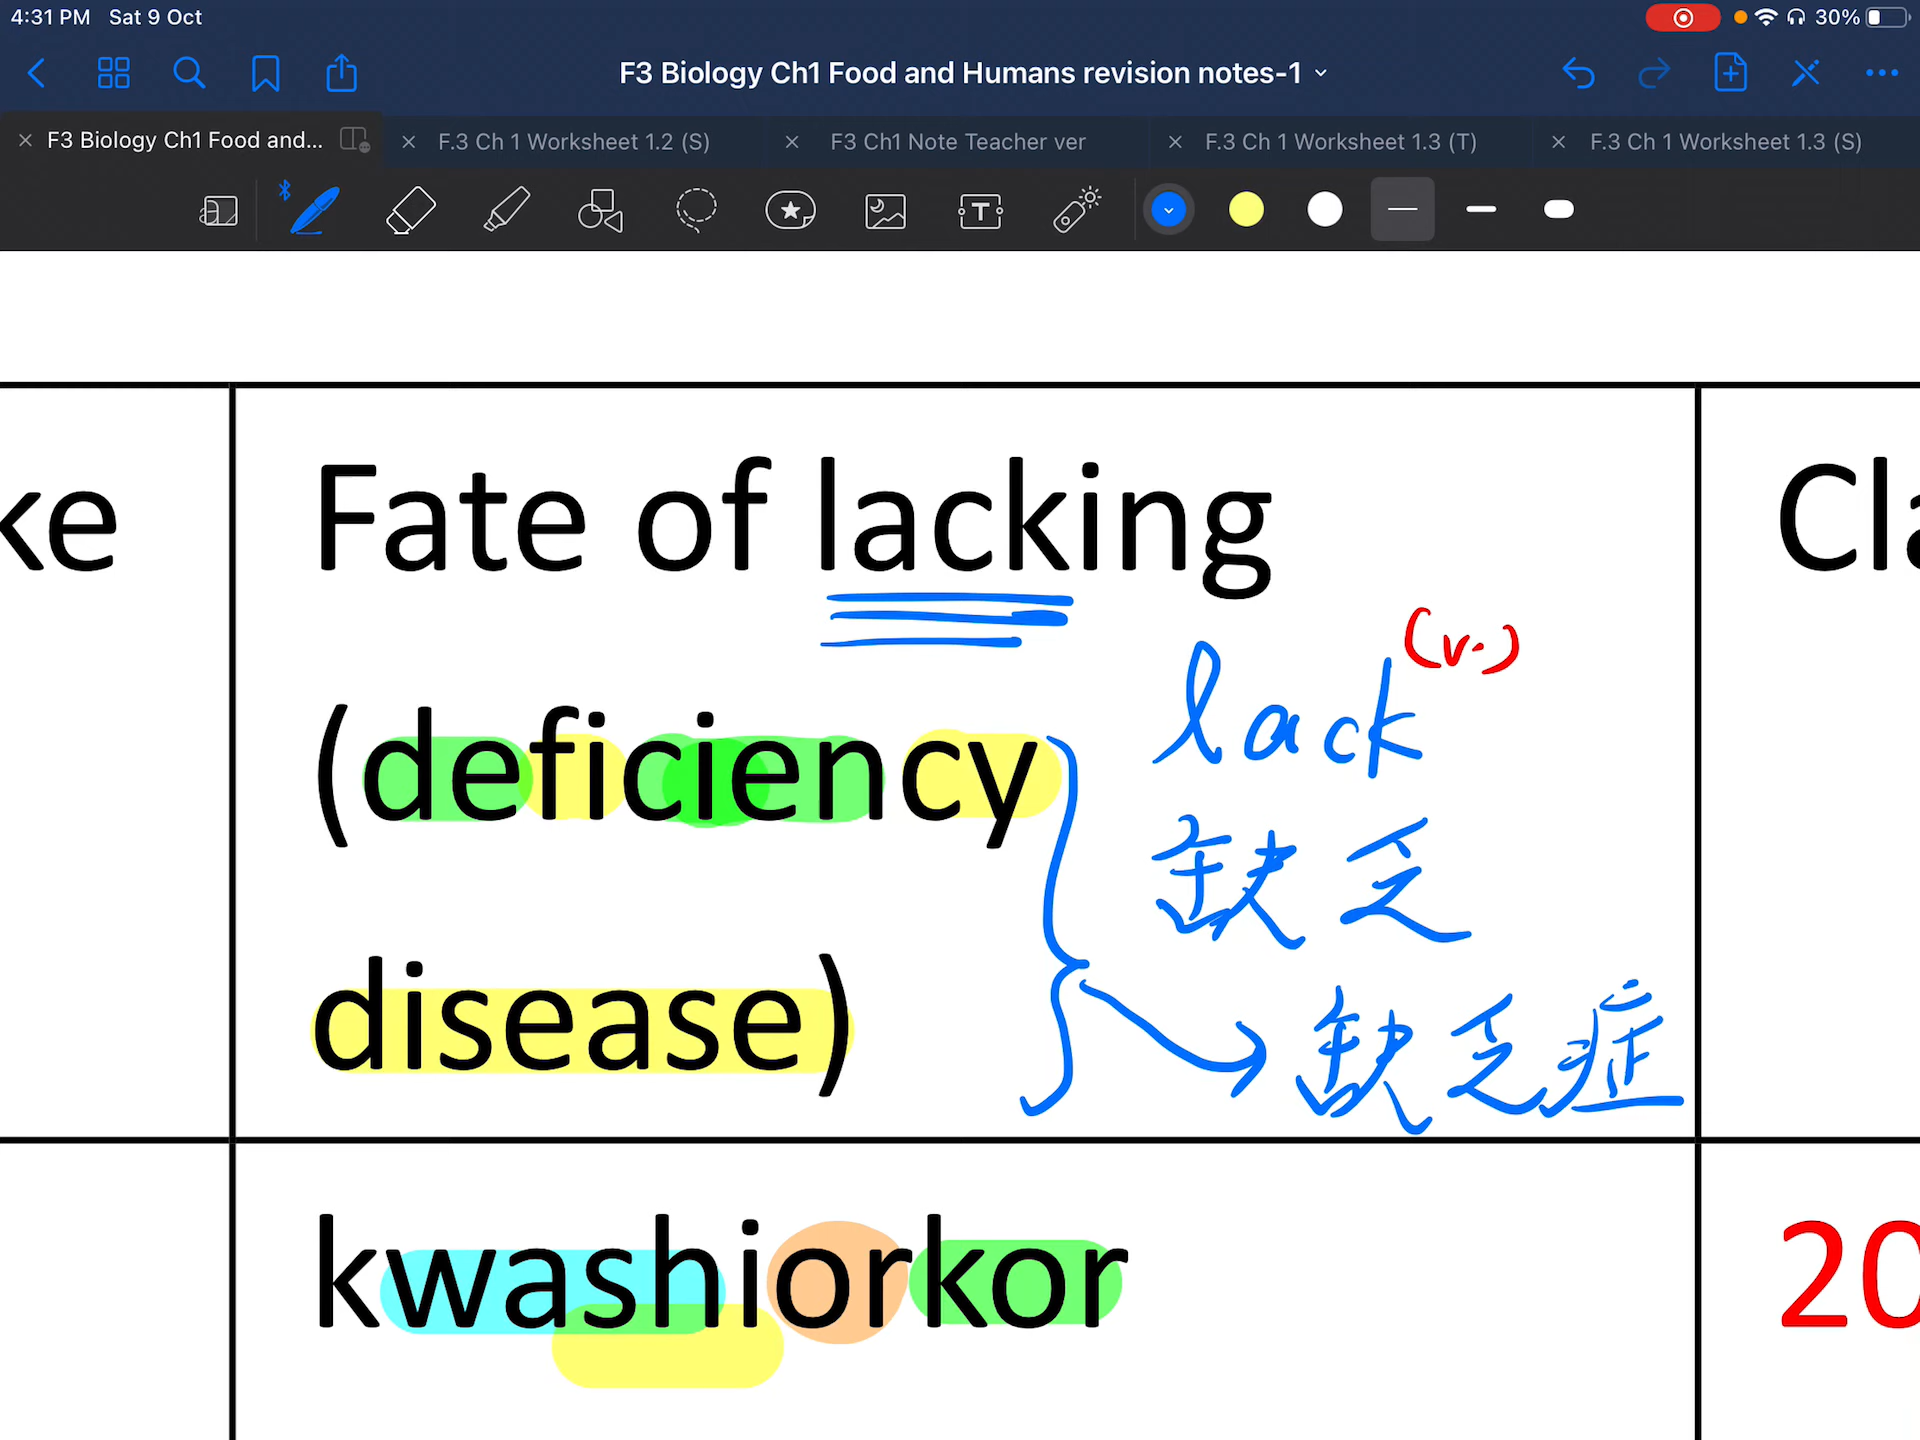 4:31 PM Sat 9 Oct 30%
F3 Biology Ch1 Food and Humans revision notes-1
F3 Biology Ch1 Food and... F.3 Ch 1 Worksheet 1.2 (S) F3 Ch1 Note Teacher ver F.3 Ch 1 Worksheet 1.3 (T) F.3 Ch 1 Worksheet 1.3 (S)
ke Fate of lacking Cla
(v.)
(deficiency lack
缺乏
disease) 缺乏症
kwashiorkor 20